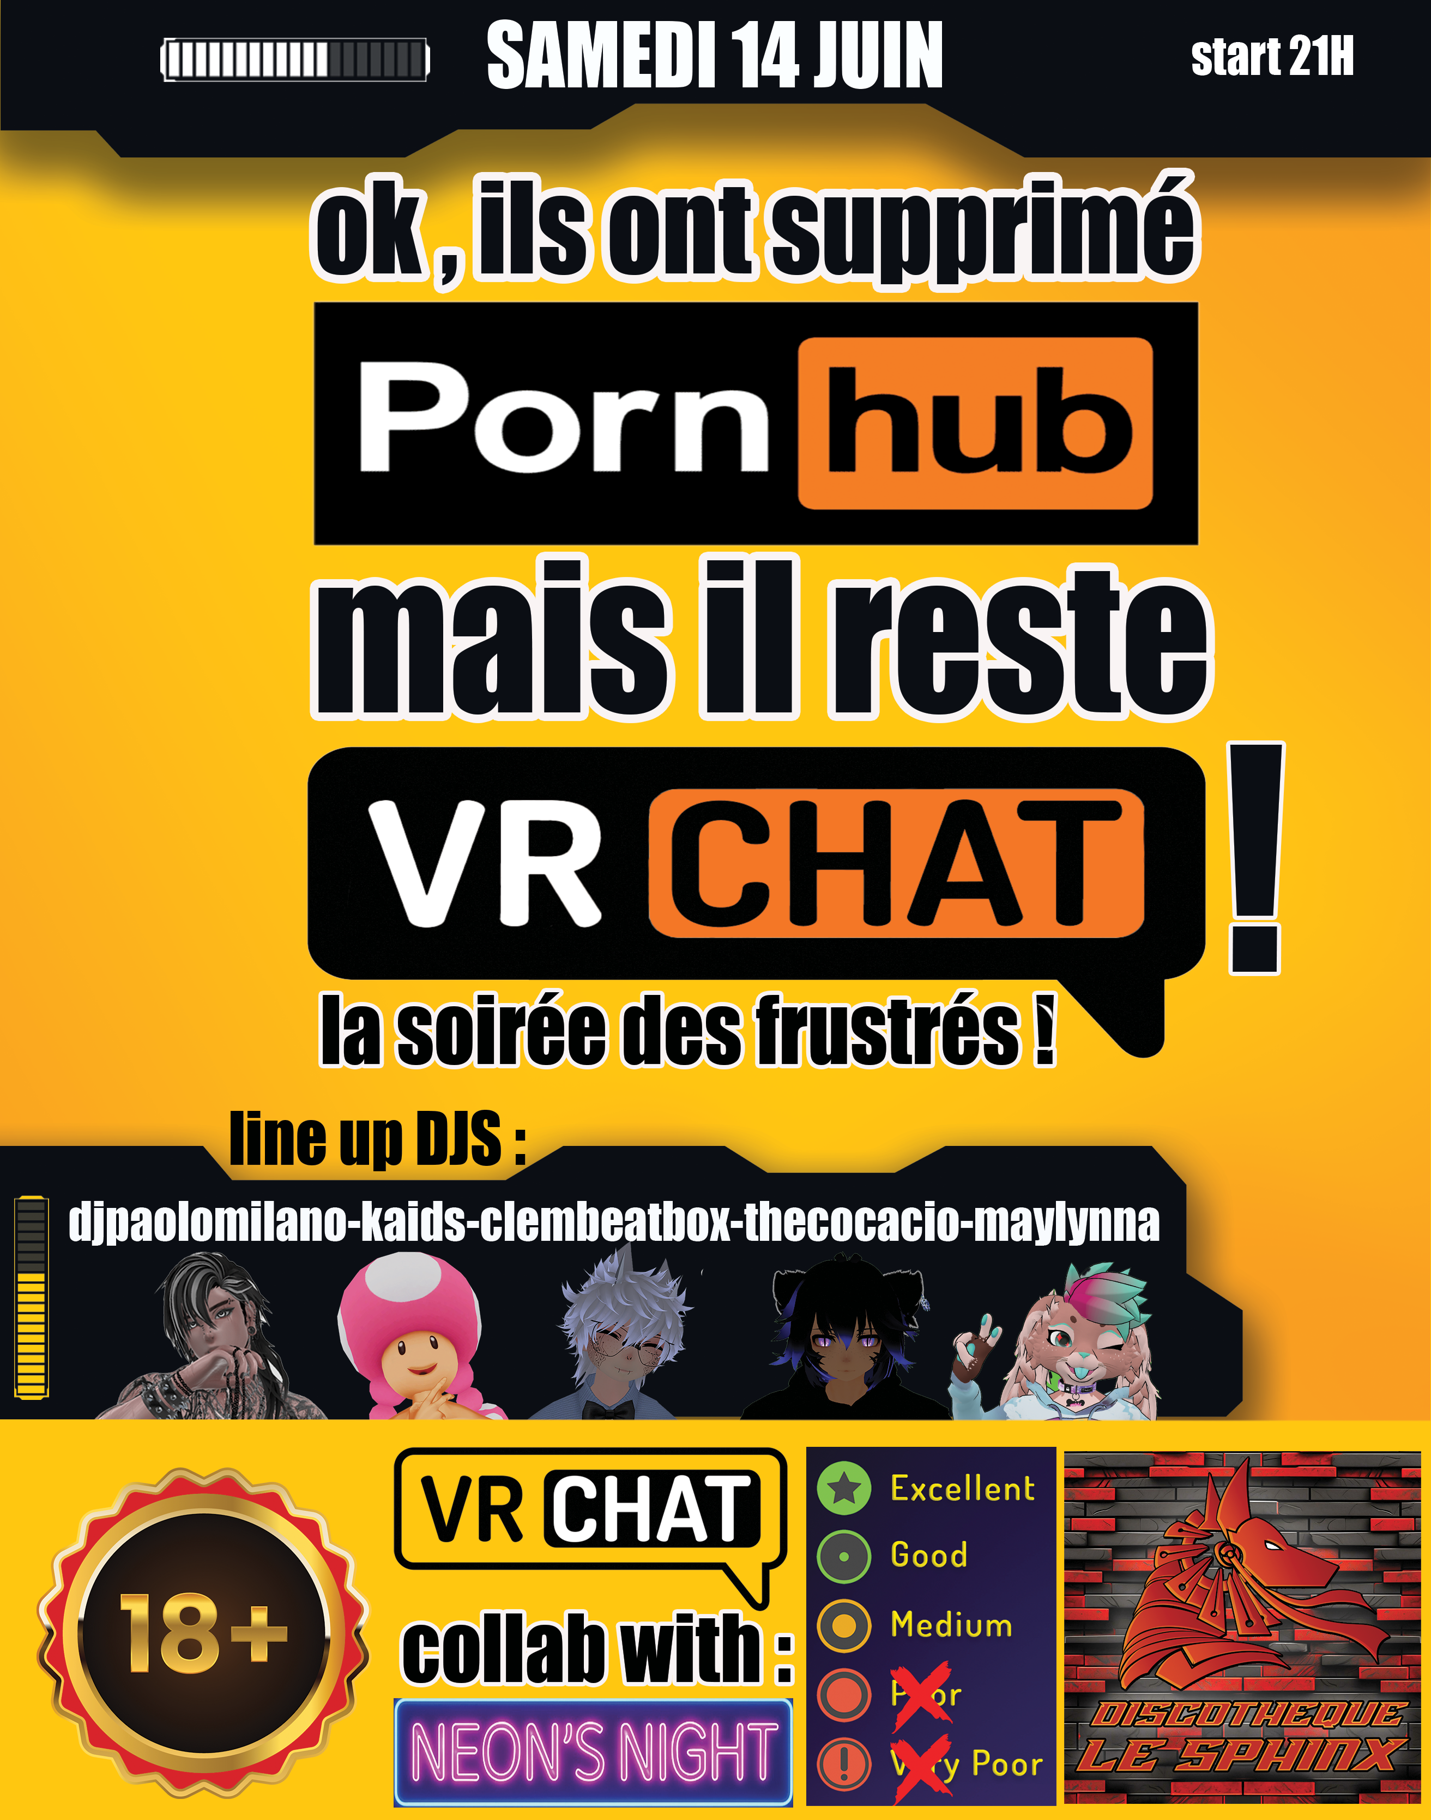 SAMEDI 14 JUIN
start 21H
ok , ils ont supprimé
Porn hub
mais il reste
VR CHAT !
la soirée des frustrés !
line up DJS :
djpaolomilano-kaids-clembeatbox-thecocacio-maylynna
18+
VR CHAT
collab with :
NEON'S NIGHT
Excellent
Good
Medium
Poor
Very Poor
DISCOTHEQUE
LE SPHINX